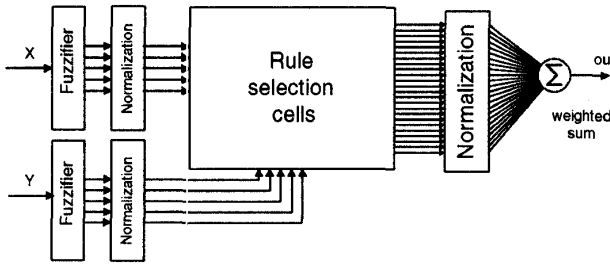 X
Fuzzifier
Normalization
Rule
selection
cells
Normalization
Σ
ou
weighted
sum
Y
Fuzzifier
Normalization